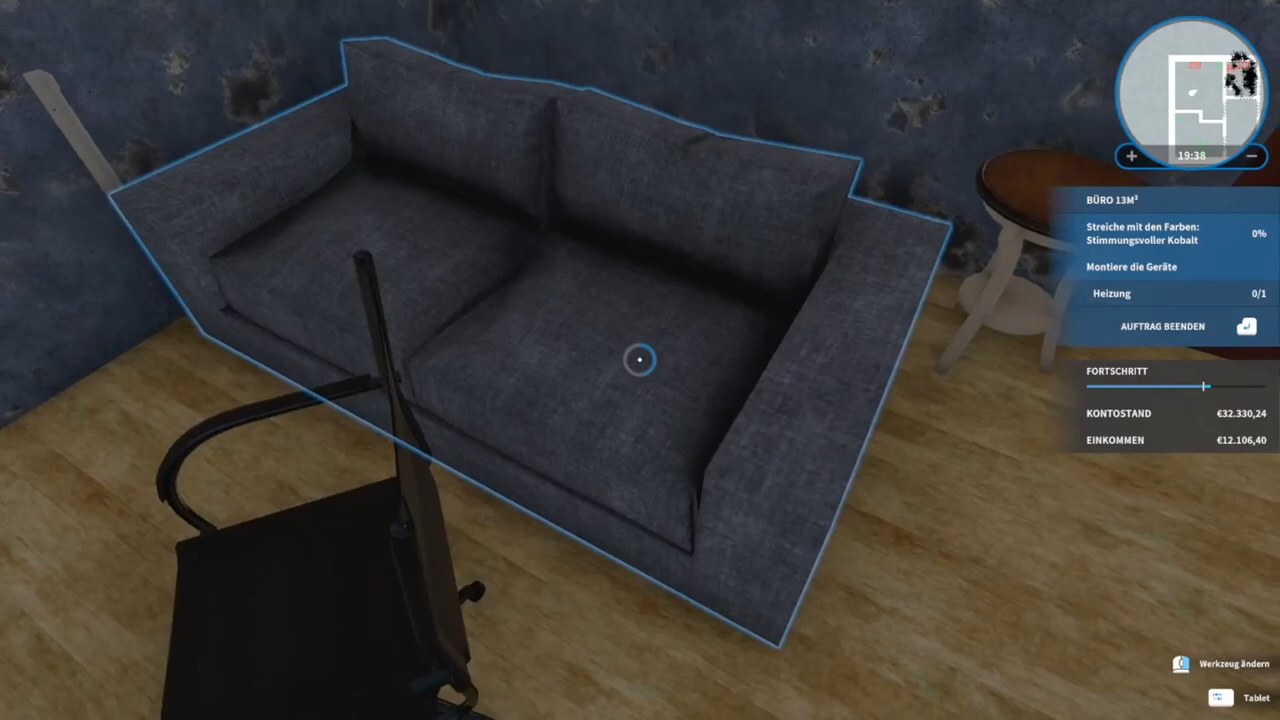 19:38
BÜRO 13M³
Streiche mit den Farben:
Stimmungsvoller Kobalt
0%
Montiere die Geräte
Heizung 0/1
AUFTRAG BEENDEN
FORTSCHRITT
KONTOSTAND €32.330,24
EINKOMMEN €12.106,40
Werkzeug ändern
Tablet